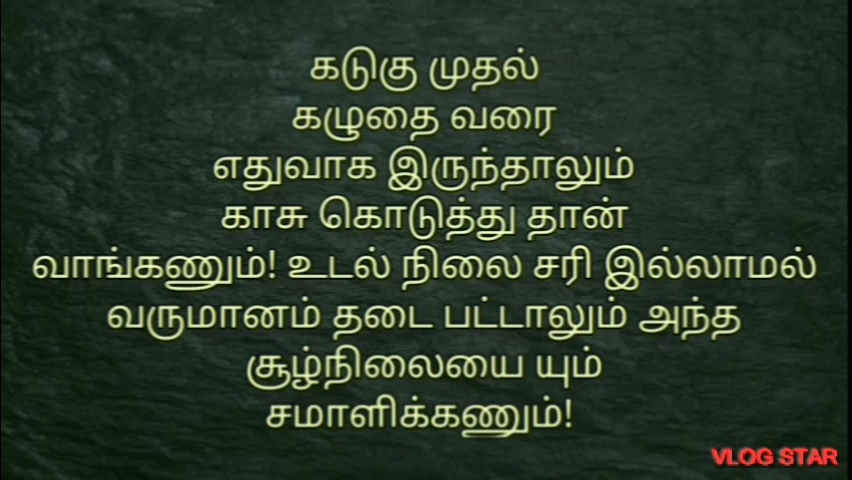 கடுகு முதல்
கழுதை வரை
எதுவாக இருந்தாலும்
காசு கொடுத்து தான்
வாங்கணும்! உடல் நிலை சரி இல்லாமல்
வருமானம் தடை பட்டாலும் அந்த
சூழ்நிலையை யும்
சமாளிக்கணும்!
VLOG STAR